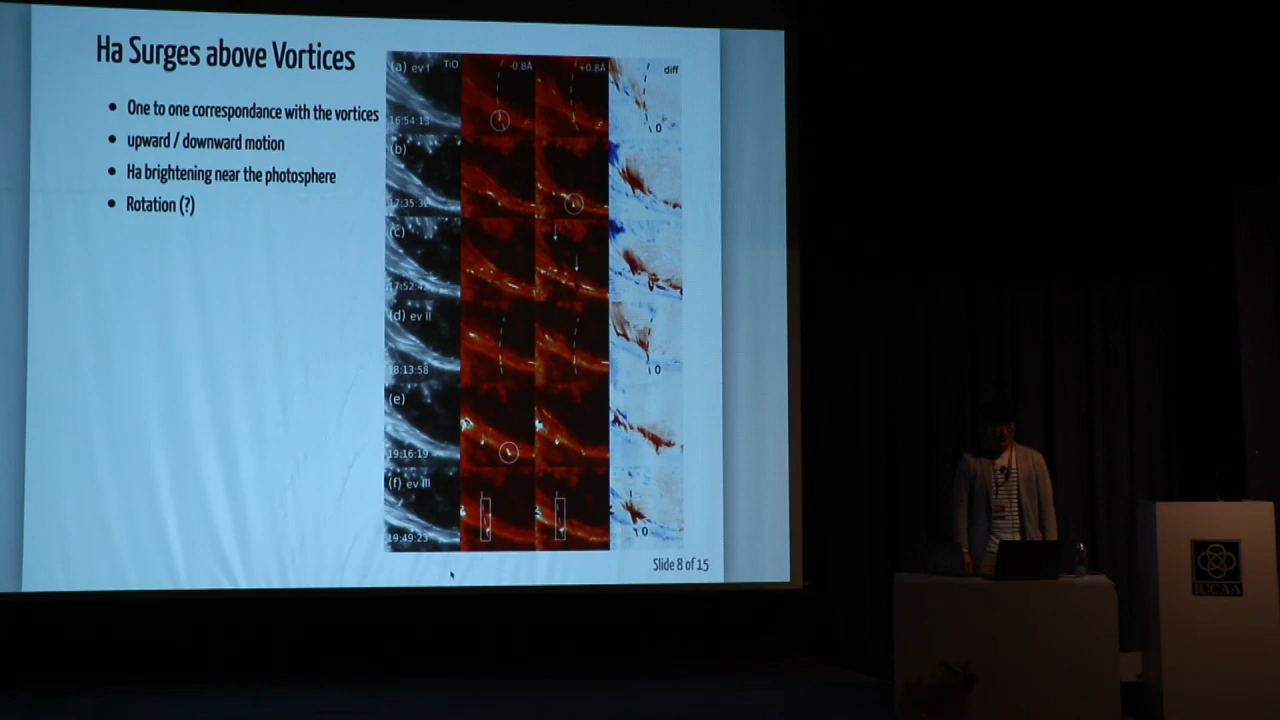 Ha Surges above Vortices
One to one correspondance with the vortices
upward / downward motion
Ha brightening near the photosphere
Rotation (?)
(a) ev I TiO -0.8Å +0.8Å diff
16:54:13 0
(b)
(c)
(d) ev II
18:13:58 0
(e)
19:16:19
(f) ev III
19:49:23 0
Slide 8 of 15
IUCAA